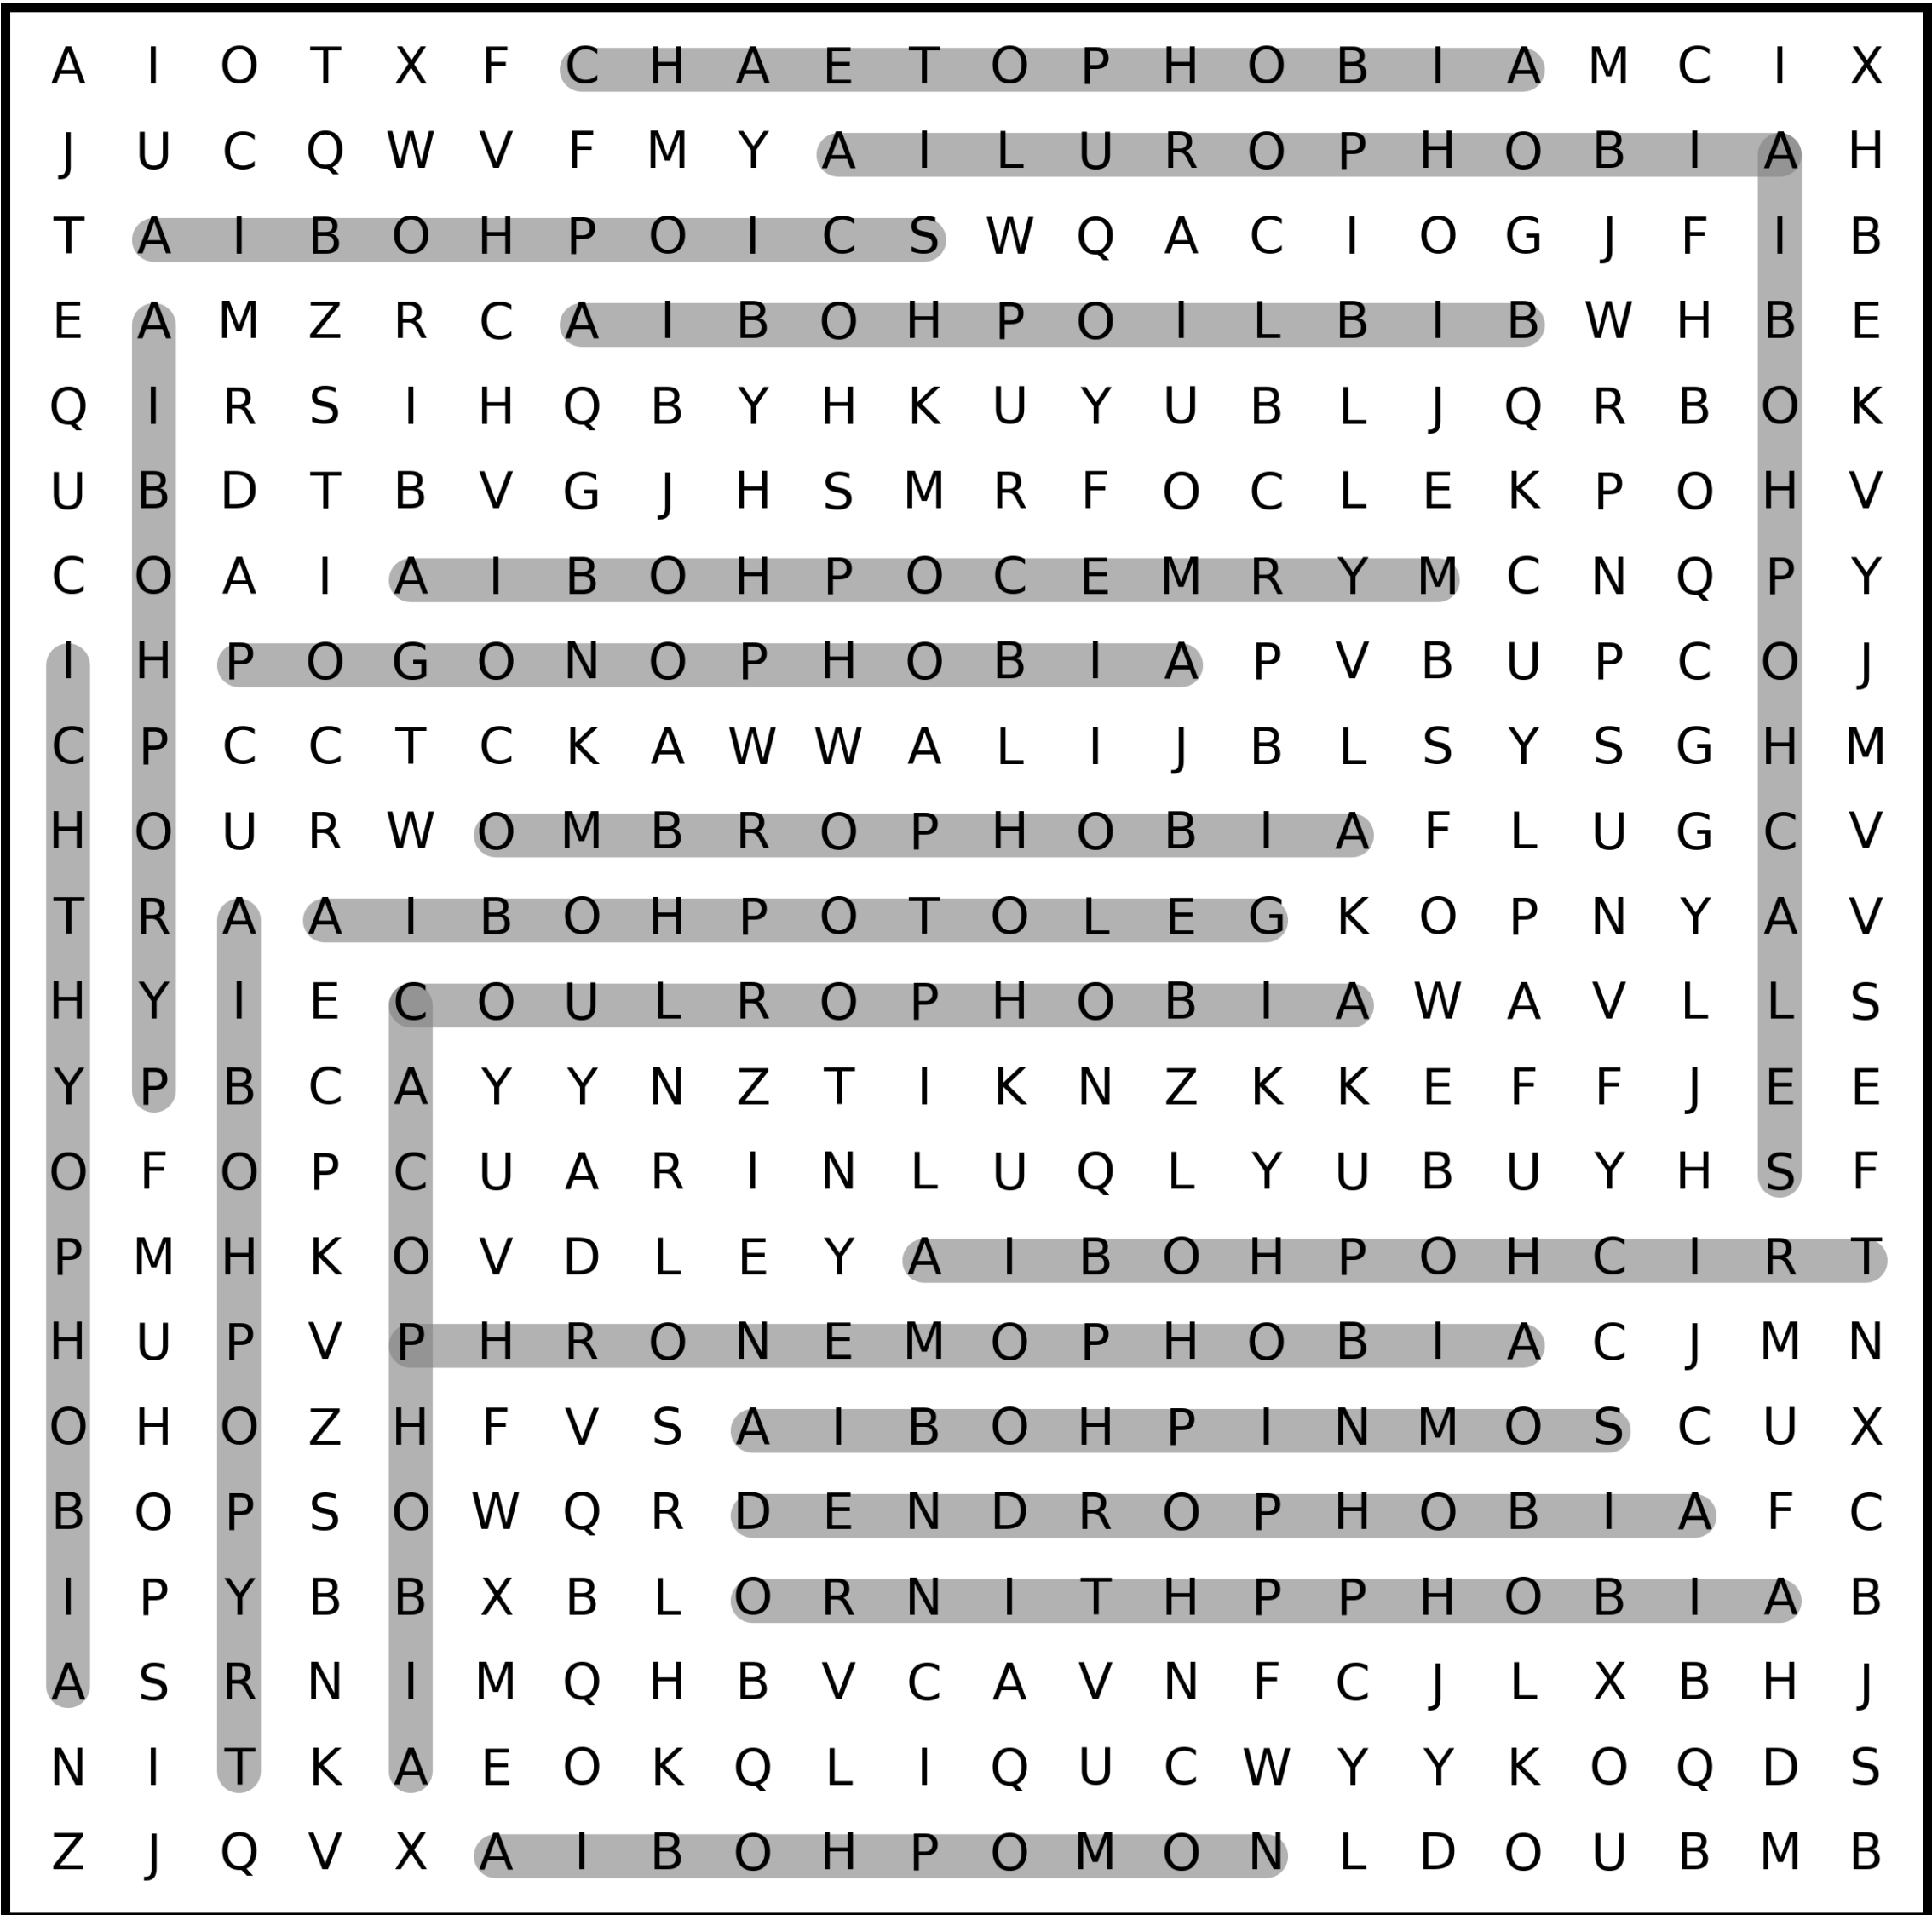 A I O T X F C H A E T O P H O B I A M C I X
J U C Q W V F M Y A I L U R O P H O B I A H
T A I B O H P O I C S W Q A C I O G J F I B
E A M Z R C A I B O H P O I L B I B W H B E
Q I R S I H Q B Y H K U Y U B L J Q R B O K
U B D T B V G J H S M R F O C L E K P O H V
C O A I A I B O H P O C E M R Y M C N Q P Y
I H P O G O N O P H O B I A P V B U P C O J
C P C C T C K A W W A L I J B L S Y S G H M
H O U R W O M B R O P H O B I A F L U G C V
T R A A I B O H P O T O L E G K O P N Y A V
H Y I E C O U L R O P H O B I A W A V L L S
Y P B C A Y Y N Z T I K N Z K K E F F J E E
O F O P C U A R I N L U Q L Y U B U Y H S F
P M H K O V D L E Y A I B O H P O H C I R T
H U P V P H R O N E M O P H O B I A C J M N
O H O Z H F V S A I B O H P I N M O S C U X
B O P S O W Q R D E N D R O P H O B I A F C
I P Y B B X B L O R N I T H P P H O B I A B
A S R N I M Q H B V C A V N F C J L X B H J
N I T K A E O K Q L I Q U C W Y Y K O Q D S
Z J Q V X A I B O H P O M O N L D O U B M B